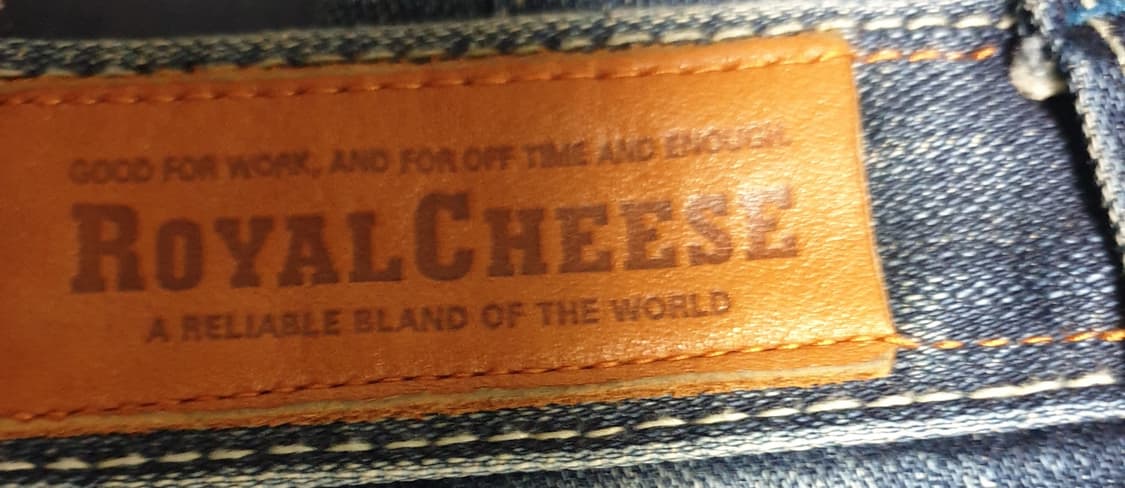 GOOD FOR WORK, AND FOR OFF TIME AND ENOUGH.
ROYALCHEESE
A RELIABLE BLAND OF THE WORLD